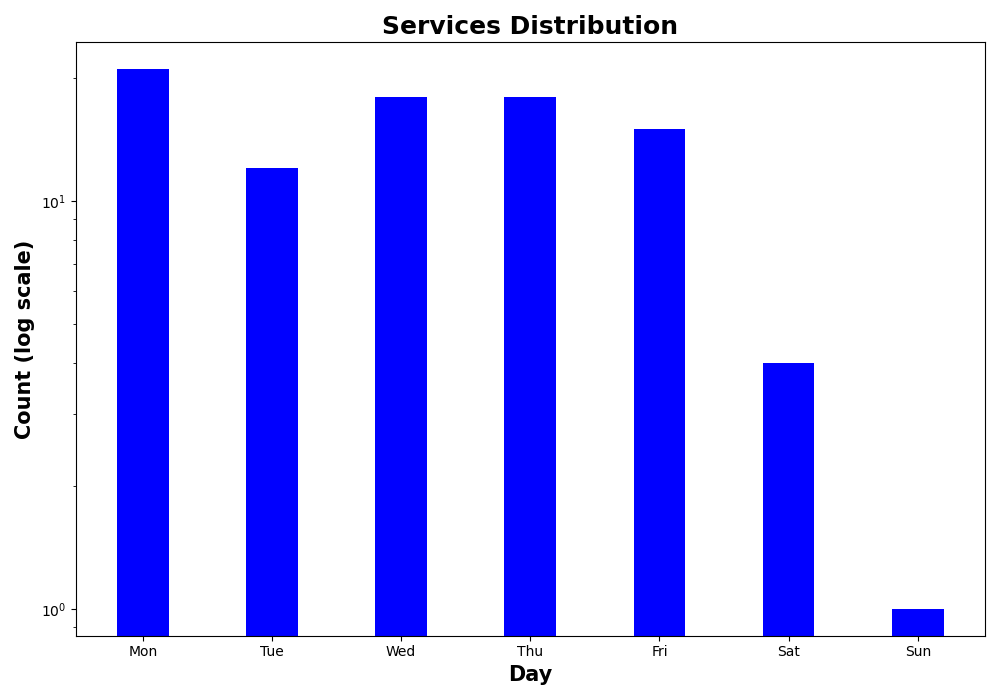 Services Distribution
Count (log scale)
10¹
10⁰
Mon Tue Wed Thu Fri Sat Sun
Day